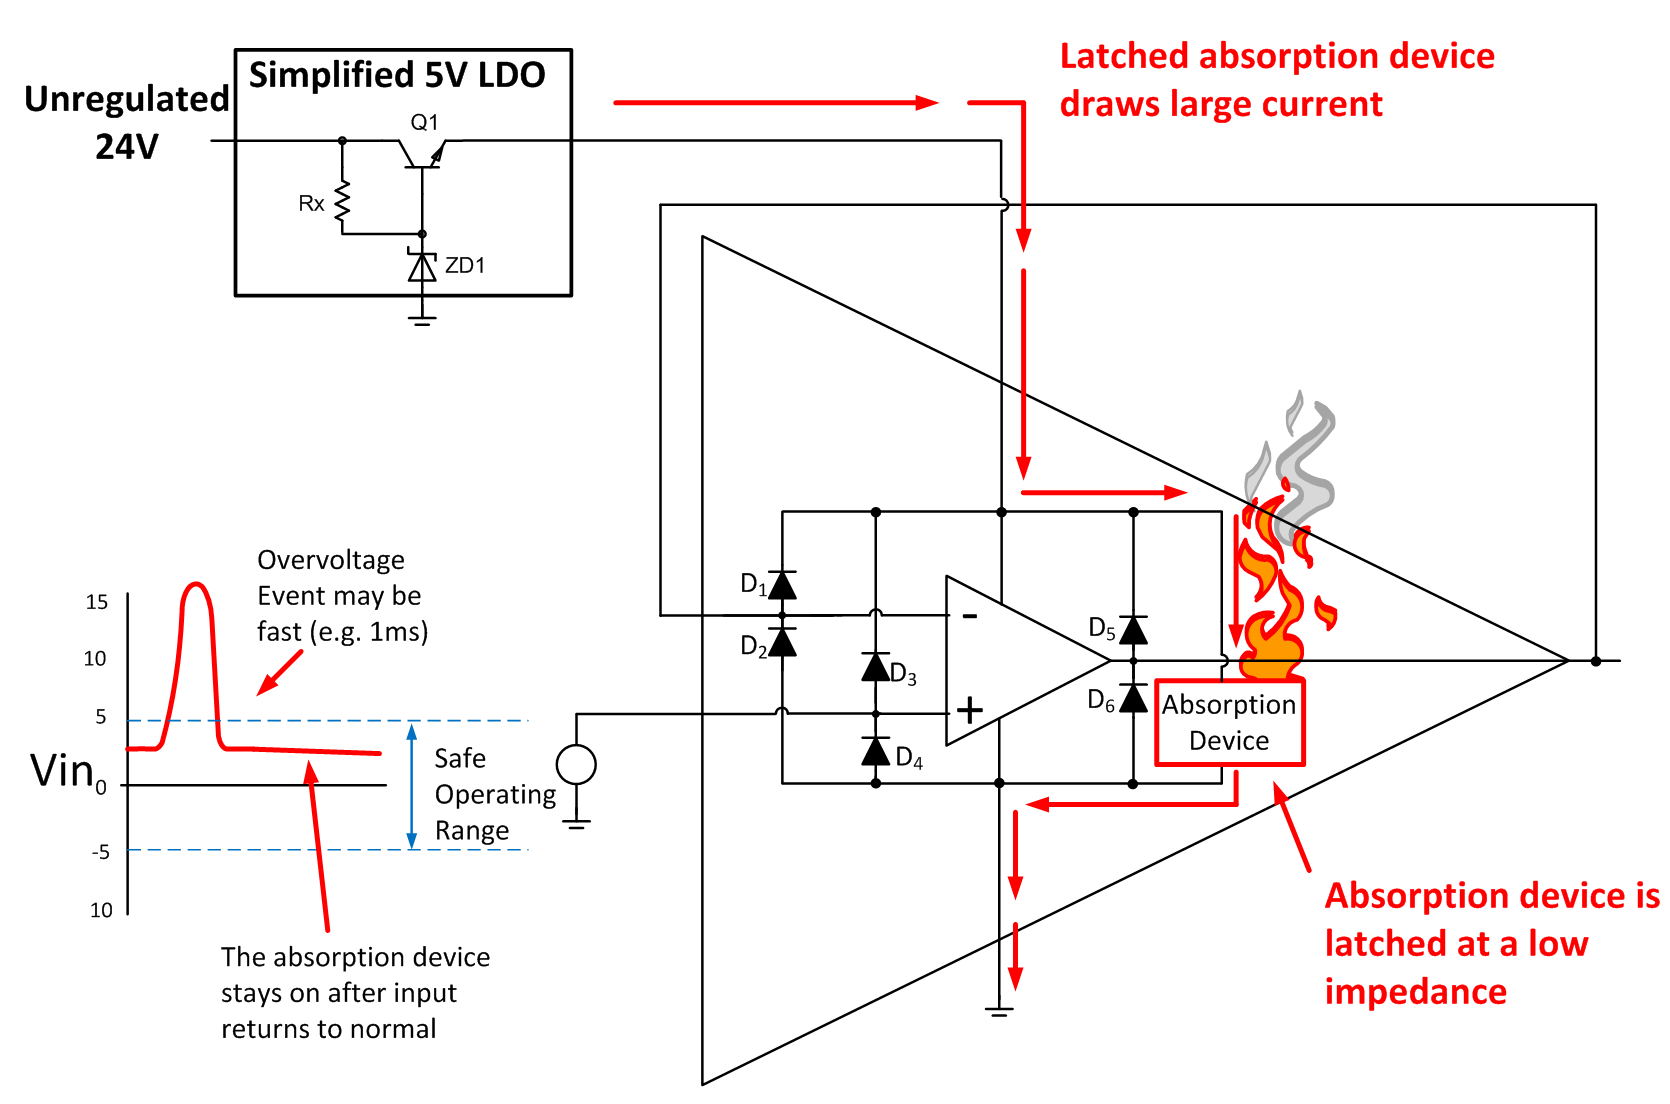 Simplified 5V LDO
Unregulated
24V
Q1
Rx
ZD1
Latched absorption device
draws large current
Overvoltage
Event may be
fast (e.g. 1ms)
15
10
5
Vin
0
-5
10
Safe
Operating
Range
The absorption device
stays on after input
returns to normal
D1
D2
D3
D4
D5
D6
-
+
Absorption
Device
Absorption device is
latched at a low
impedance